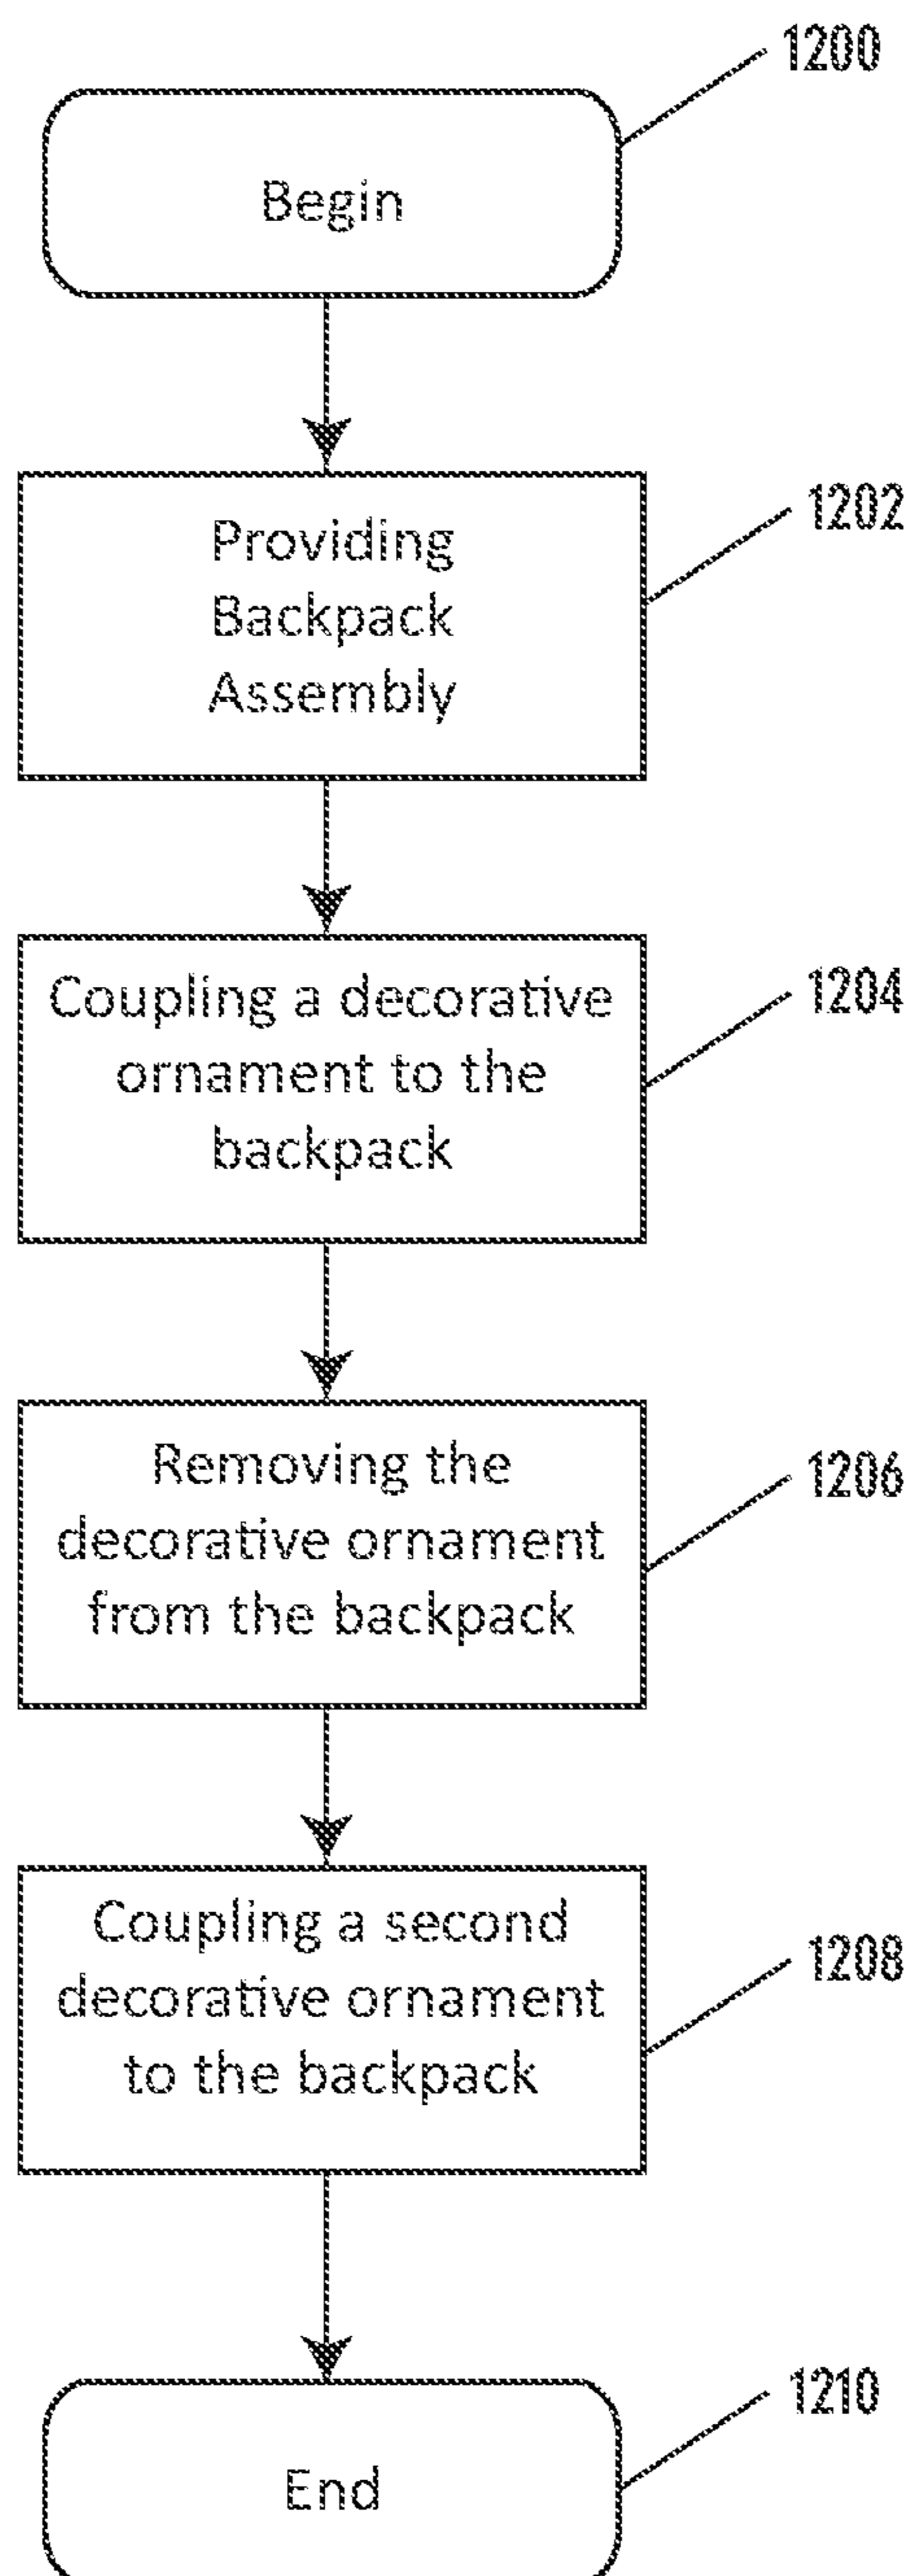 1200
Begin
1202
Providing
Backpack
Assembly
1204
Coupling a decorative
ornament to the
backpack
1206
Removing the
decorative ornament
from the backpack
1208
Coupling a second
decorative ornament
to the backpack
1210
End